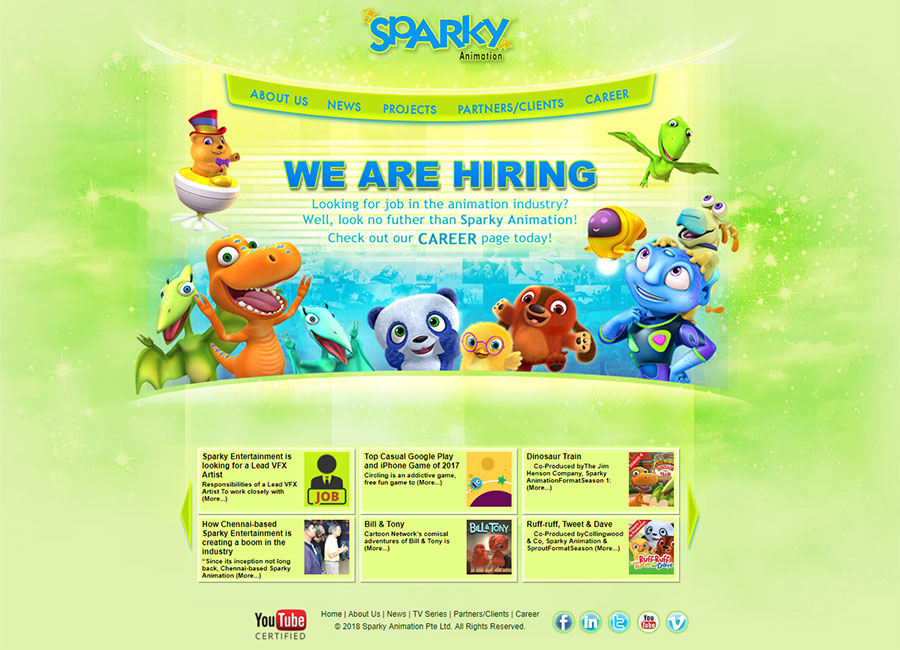 SPARKY
Animation
ABOUT US
NEWS
PROJECTS
PARTNERS/CLIENTS
CAREER
WE ARE HIRING
Looking for job in the animation industry?
Well, look no futher than Sparky Animation!
Check out our CAREER page today!
Sparky Entertainment is
looking for a Lead VFX
Artist
Responsibilities of a Lead VFX
Artist To work closely with
(More...)
JOB
Top Casual Google Play
and iPhone Game of 2017
Circling is an addictive game,
free fun game to (More...)
Dinosaur Train
Co-Produced byThe Jim
Henson Company, Sparky
AnimationFormatSeason 1:
(More...)
How Chennai-based
Sparky Entertainment is
creating a boom in the
industry
“Since its inception not long
back, Chennai-based Sparky
Animation (More...)
Bill & Tony
Cartoon Network's comical
adventures of Bill & Tony is
(More...)
BILL & TONY
Ruff-ruff, Tweet & Dave
Co-Produced byCollingwood
& Co, Sparky Animation &
SproutFormatSeason (More...)
YouTube
CERTIFIED
Home | About Us | News | TV Series | Partners/Clients | Career
© 2018 Sparky Animation Pte Ltd. All Rights Reserved.
You
Tube